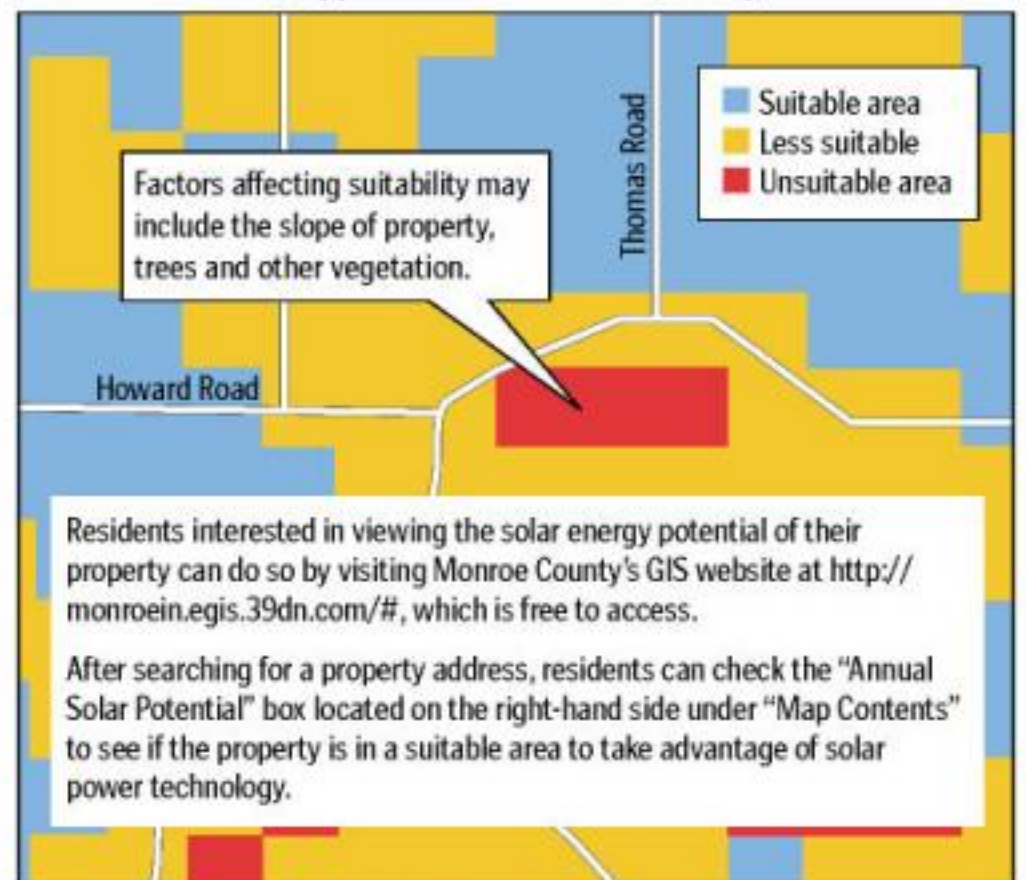 Suitable area
Less suitable
Unsuitable area
Thomas Road
Factors affecting suitability may
include the slope of property,
trees and other vegetation.
Howard Road
Residents interested in viewing the solar energy potential of their
property can do so by visiting Monroe County's GIS website at http://
monroein.egis.39dn.com/#, which is free to access.
After searching for a property address, residents can check the “Annual
Solar Potential” box located on the right-hand side under “Map Contents”
to see if the property is in a suitable area to take advantage of solar
power technology.